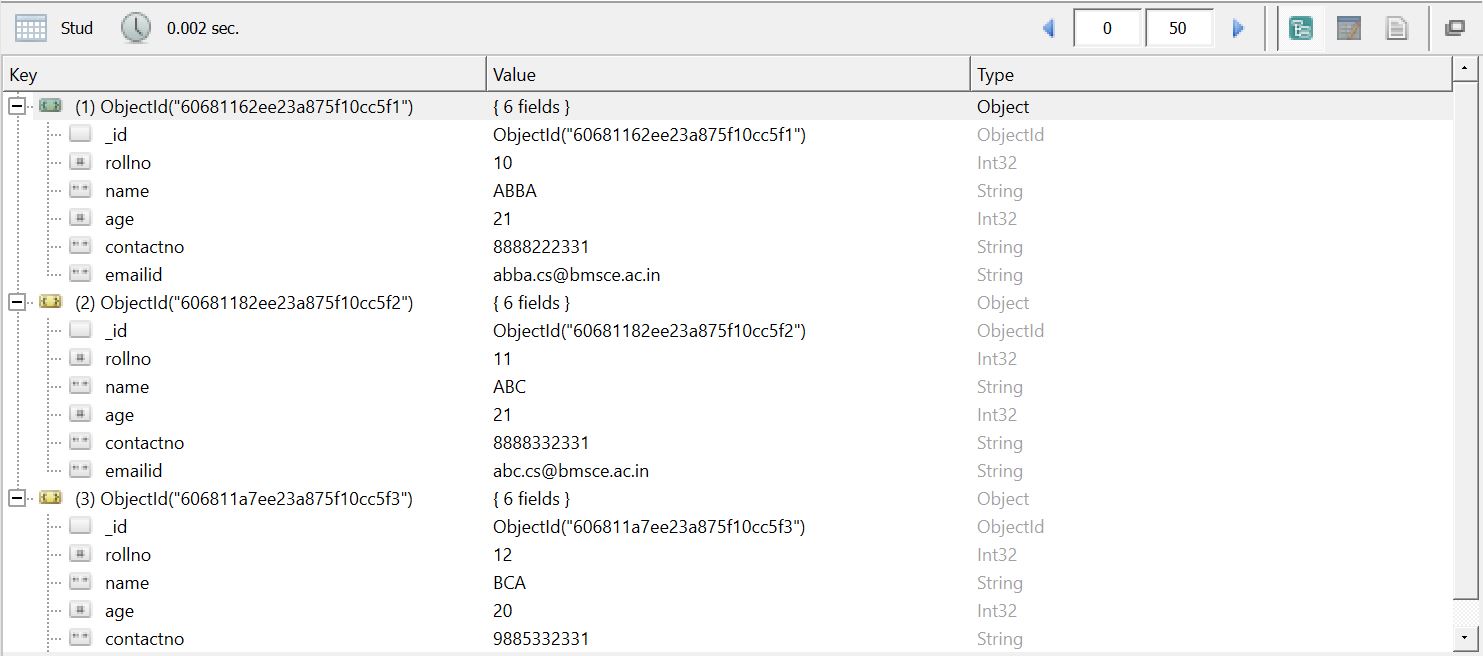 Stud 0.002 sec. 0 50
Key Value Type
(1) ObjectId("60681162ee23a875f10cc5f1") { 6 fields } Object
_id ObjectId("60681162ee23a875f10cc5f1") ObjectId
rollno 10 Int32
name ABBA String
age 21 Int32
contactno 8888222331 String
emailid abba.cs@bmsce.ac.in String
(2) ObjectId("60681182ee23a875f10cc5f2") { 6 fields } Object
_id ObjectId("60681182ee23a875f10cc5f2") ObjectId
rollno 11 Int32
name ABC String
age 21 Int32
contactno 8888332331 String
emailid abc.cs@bmsce.ac.in String
(3) ObjectId("606811a7ee23a875f10cc5f3") { 6 fields } Object
_id ObjectId("606811a7ee23a875f10cc5f3") ObjectId
rollno 12 Int32
name BCA String
age 20 Int32
contactno 9885332331 String